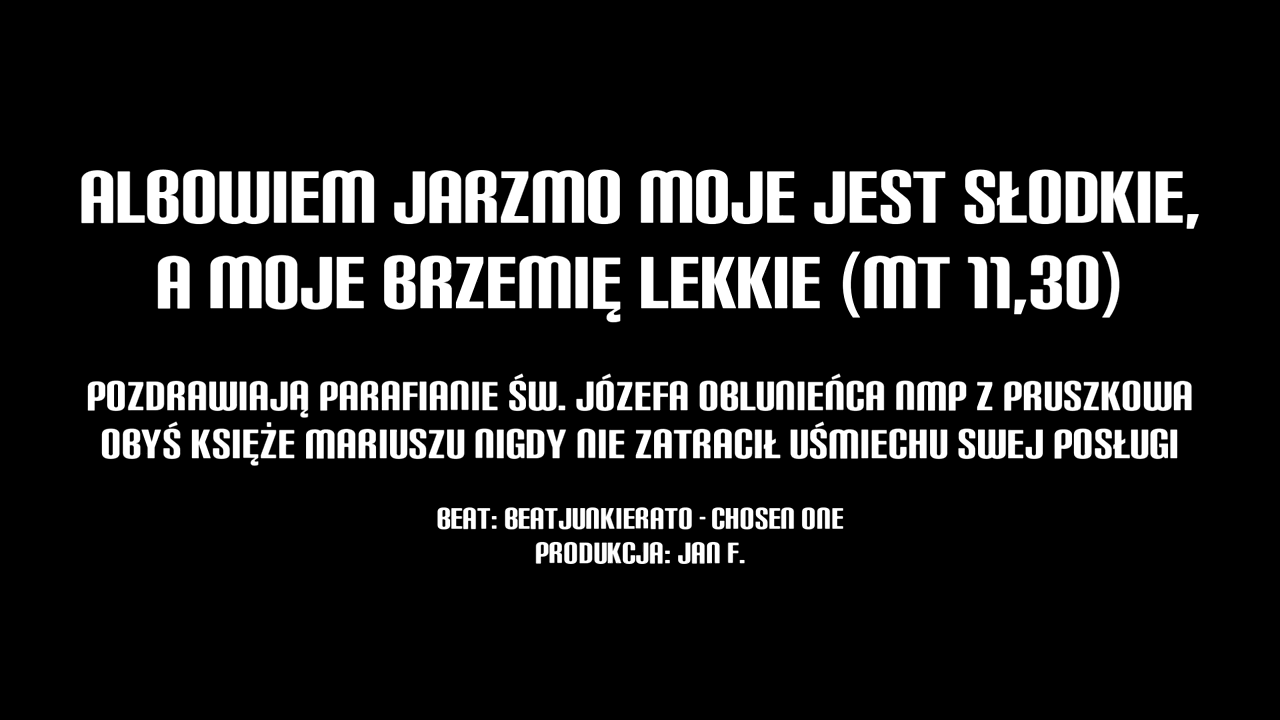 ALBOWIEM JARZMO MOJE JEST SŁODKIE,
A MOJE BRZEMIĘ LEKKIE (MT 11,30)
POZDRAWIAJĄ PARAFIANIE ŚW. JÓZEFA OBLUNIEŃCA NMP Z PRUSZKOWA
OBYŚ KSIĘŻE MARIUSZU NIGDY NIE ZATRACIŁ UŚMIECHU SWEJ POSŁUGI
BEAT: BEATJUNKIERATO - CHOSEN ONE
PRODUKCJA: JAN F.